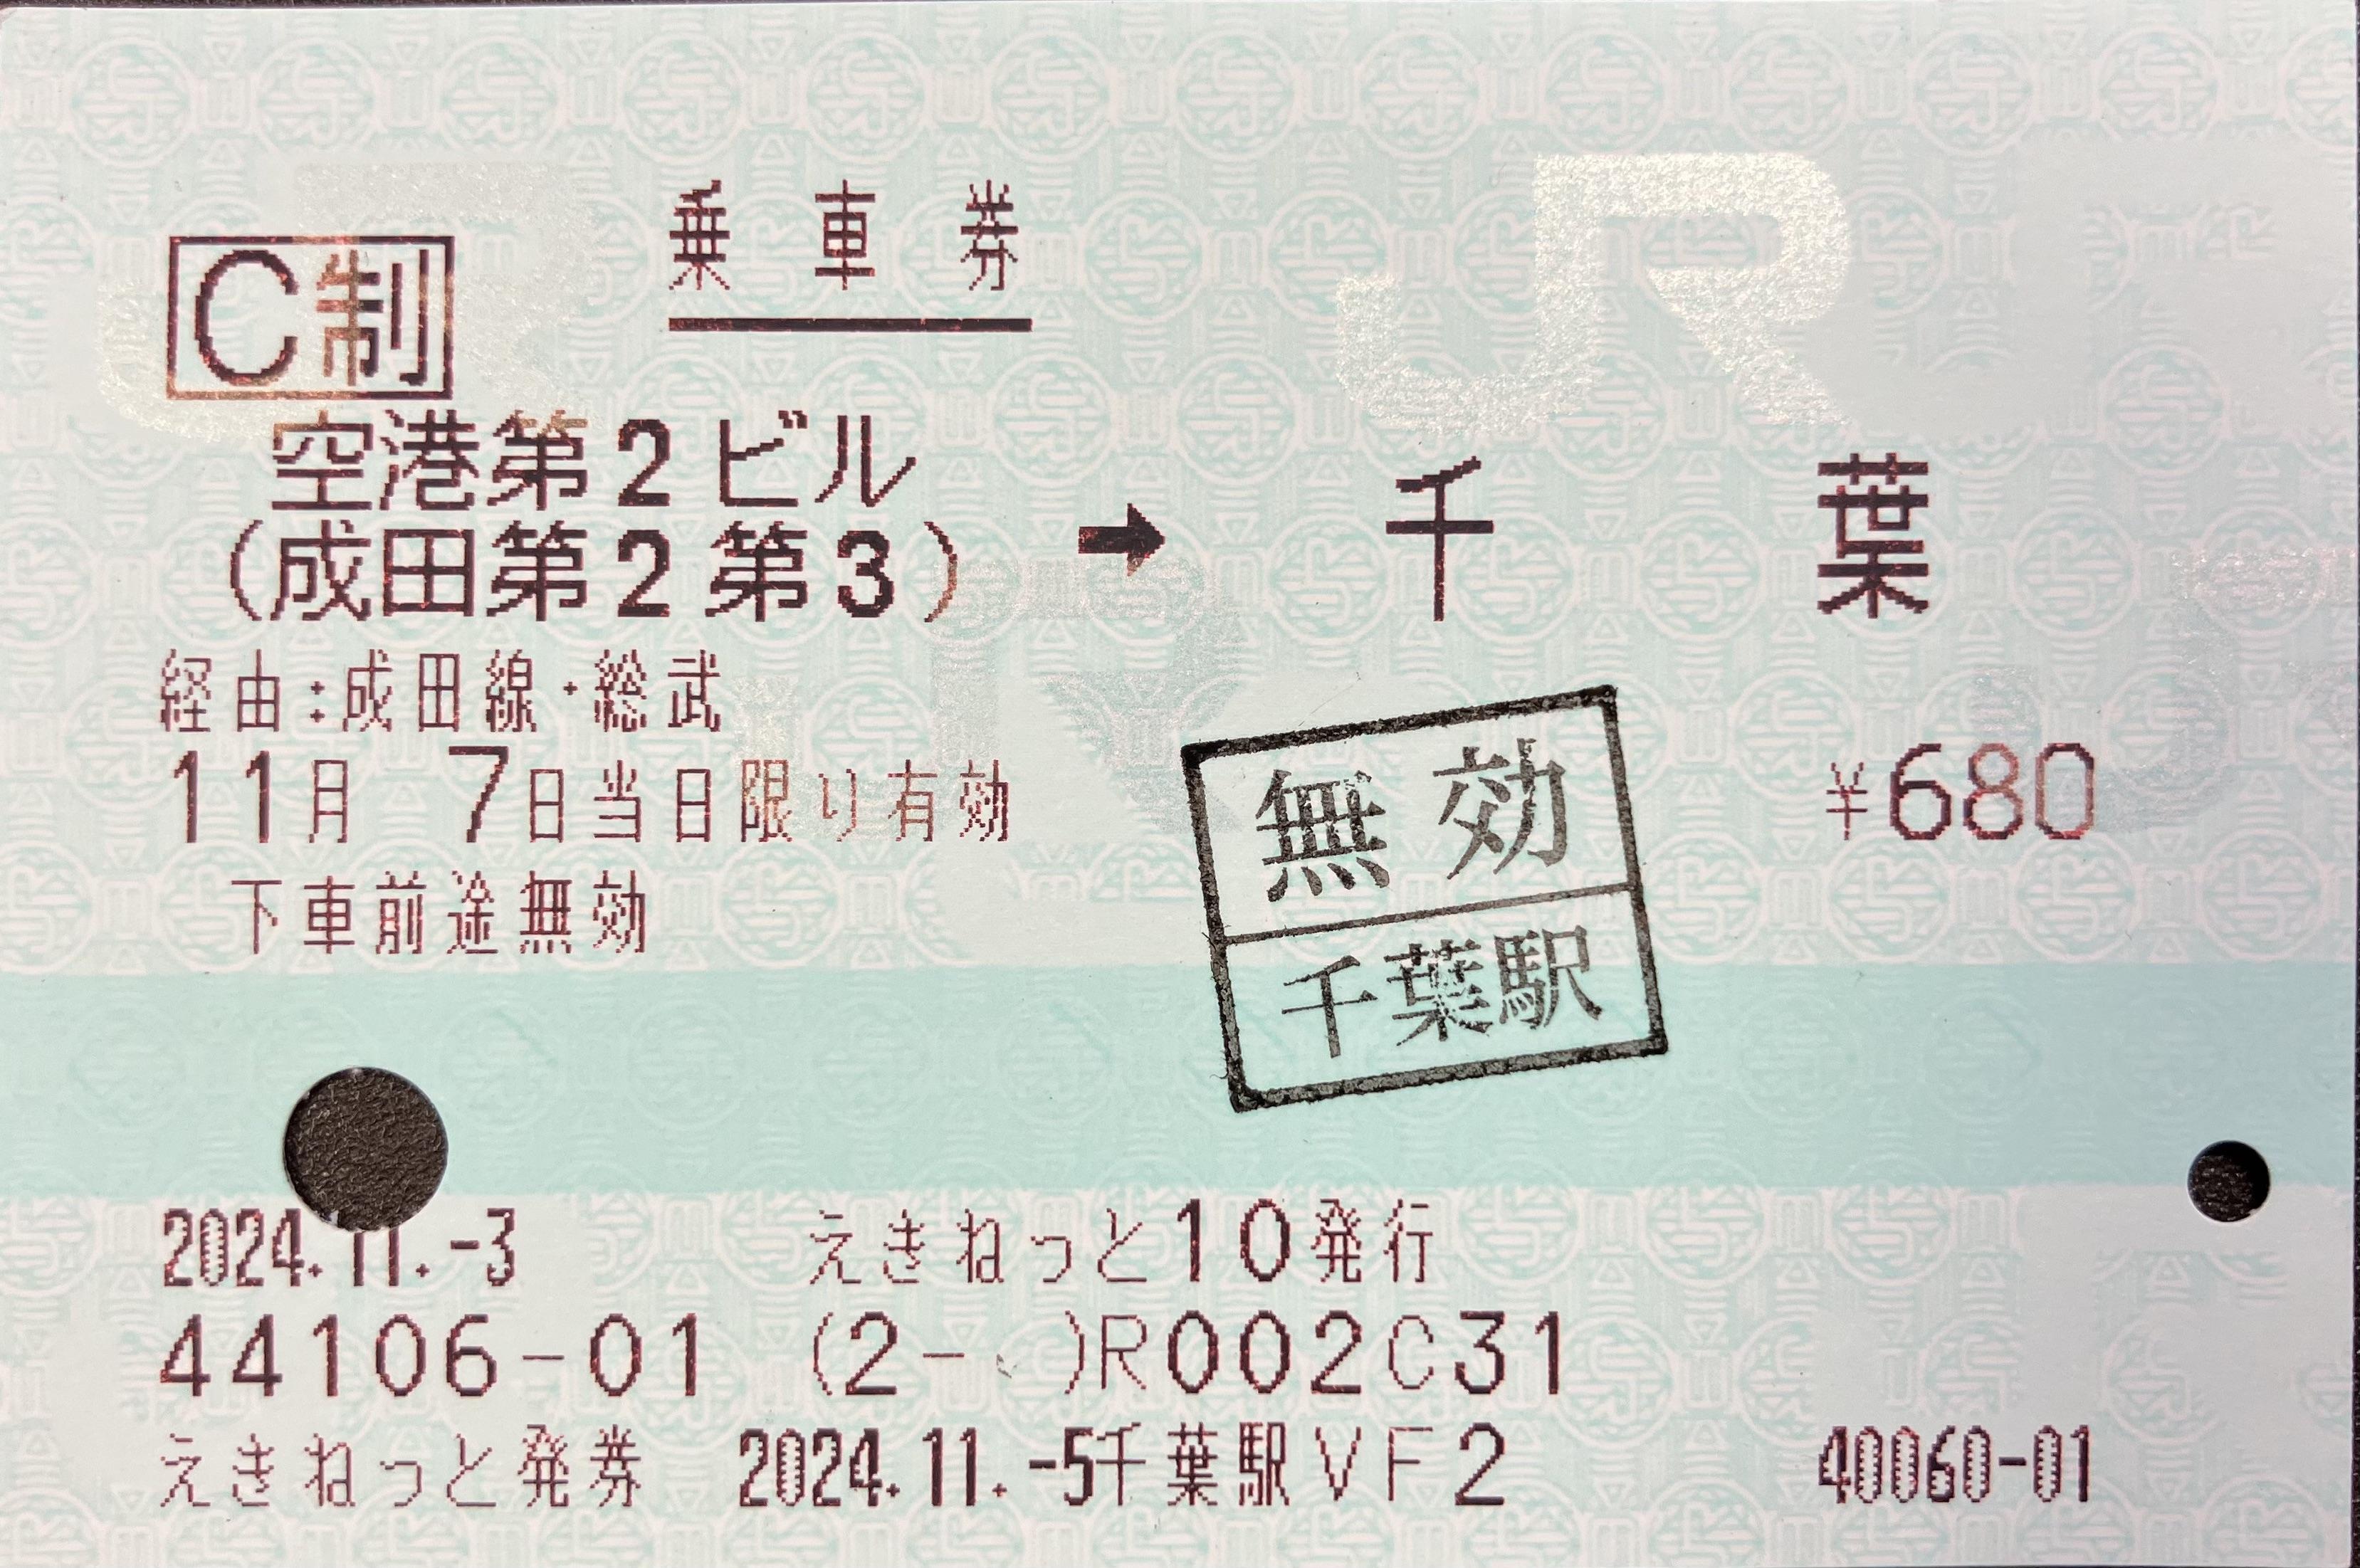 乗車券
C制
空港第2ビル
(成田第2第3) → 千葉
経由:成田線・総武
11月 7日当日限り有効 ¥680
下車前途無効
無効
千葉駅
2024.11.-3 えきねっと10発行
44106-01 (2- )R002C31
えきねっと発券 2024.11.-5千葉駅VF2 40060-01
JR